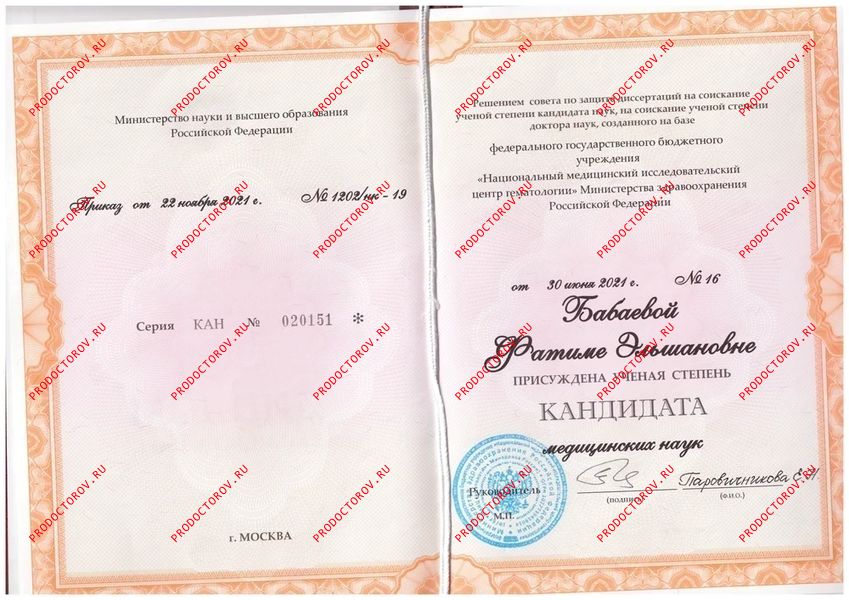 Министерство науки и высшего образования
Российской Федерации
Приказ от 22 ноября 2021 г. № 1202/нк - 19
Серия КАН № 020151 *
г. МОСКВА
Решением совета по защите диссертаций на соискание
ученой степени кандидата наук, на соискание ученой степени
доктора наук, созданного на базе
федерального государственного бюджетного
учреждения
«Национальный медицинский исследовательский
центр гематологии» Министерства здравоохранения
Российской Федерации
от 30 июня 2021 г. № 16
Бабаевой
Фатиме Эльшановне
ПРИСУЖДЕНА УЧЕНАЯ СТЕПЕНЬ
КАНДИДАТА
медицинских наук
Руководитель
Паровичникова Е.Н.
(подпись) (Ф.И.О.)
М.П.
PRODOCTOROV.RU